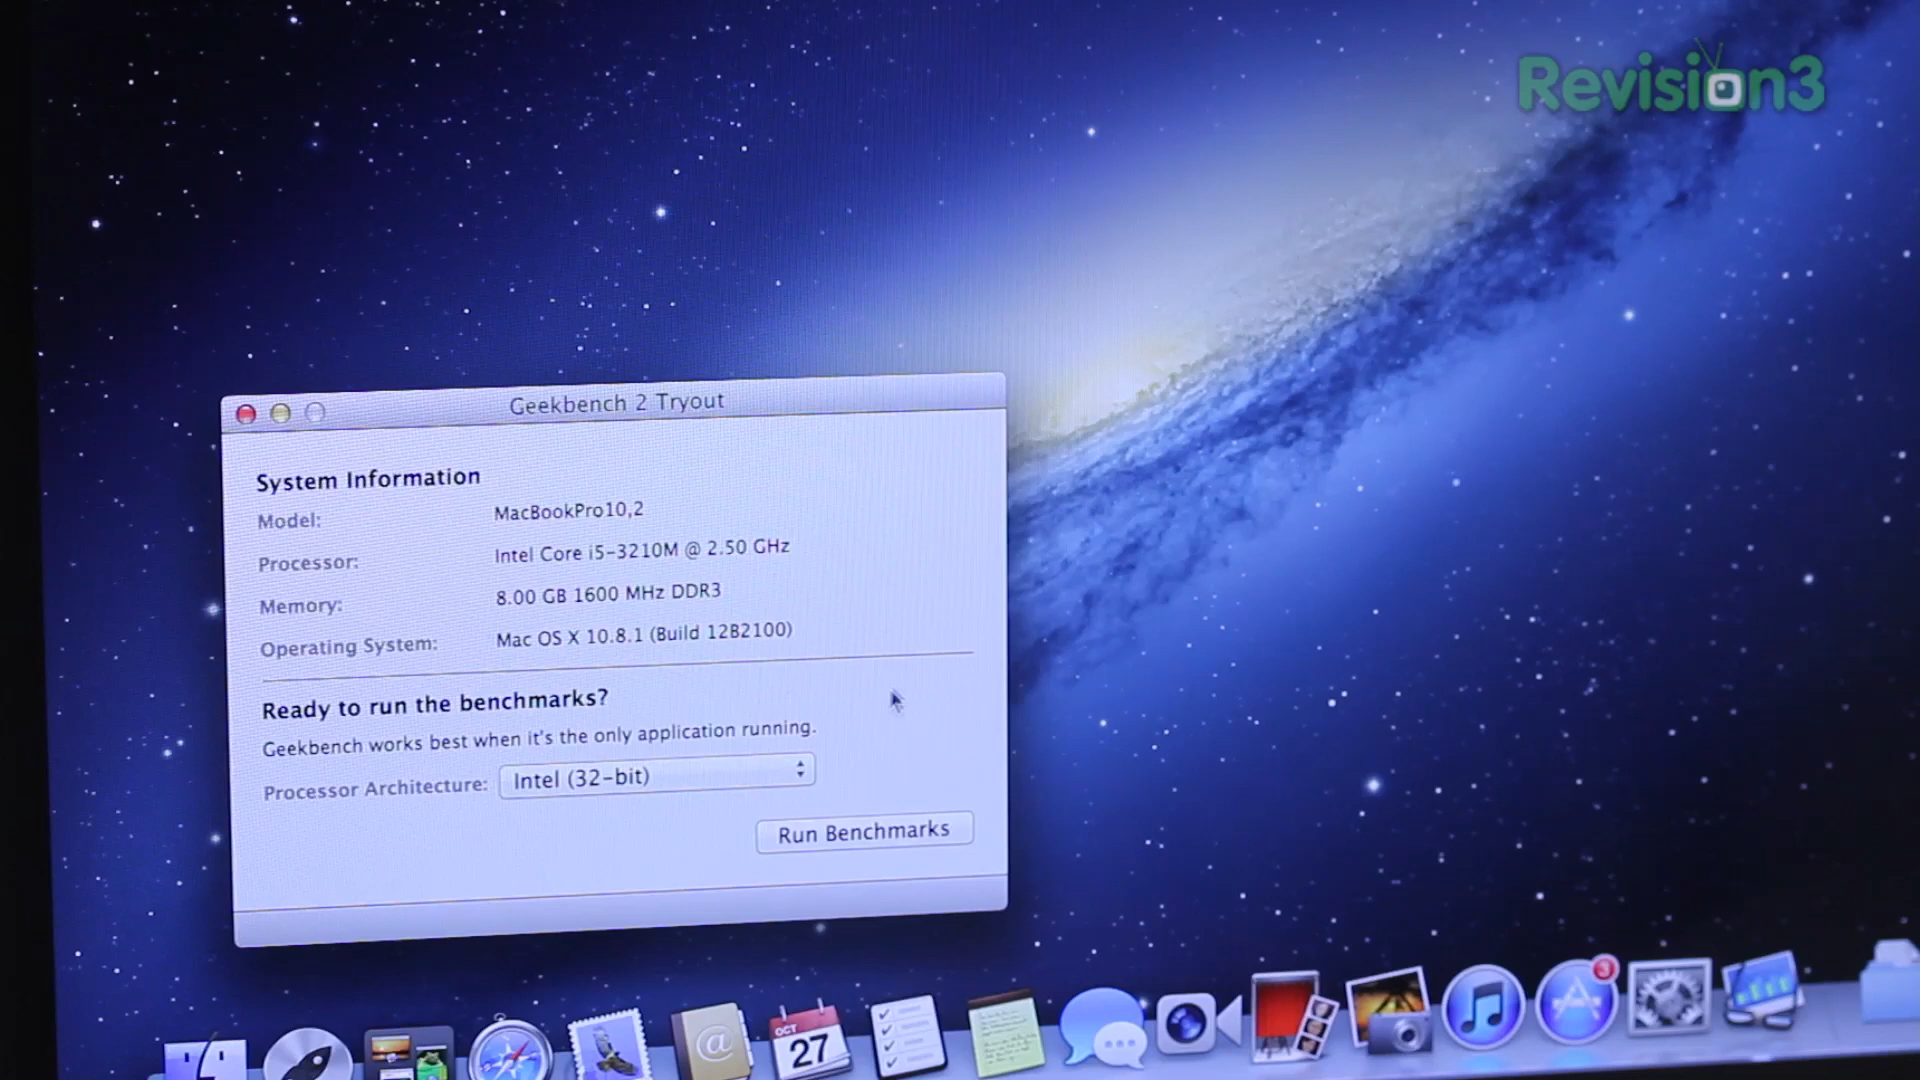 Revision3
Geekbench 2 Tryout
System Information
Model: MacBookPro10,2
Processor: Intel Core i5-3210M @ 2.50 GHz
Memory: 8.00 GB 1600 MHz DDR3
Operating System: Mac OS X 10.8.1 (Build 12B2100)
Ready to run the benchmarks?
Geekbench works best when it's the only application running.
Processor Architecture: Intel (32-bit)
Run Benchmarks
3
@
OCT
27